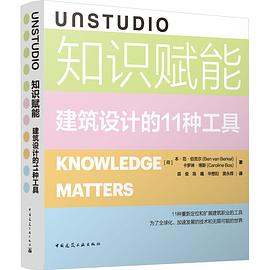 UNSTUDIO
知识赋能
建筑设计的11种工具
[荷] 本·范·伯克尔 (Ben van Berkel)
卡罗琳·博斯 (Caroline Bos) 著
KNOWLEDGE
MATTERS
11种重新定位和扩展建筑职业的工具
为了全球化、加速发展的技术和无限可能的世界
中国建筑工业出版社
UNSTUDIO
知识赋能
建筑设计的11种工具